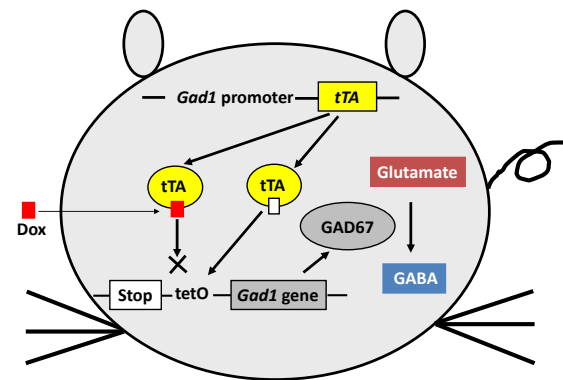 Gad1 promoter
tTA
tTA
tTA
Glutamate
Dox
GAD67
GABA
Stop
tetO
Gad1 gene